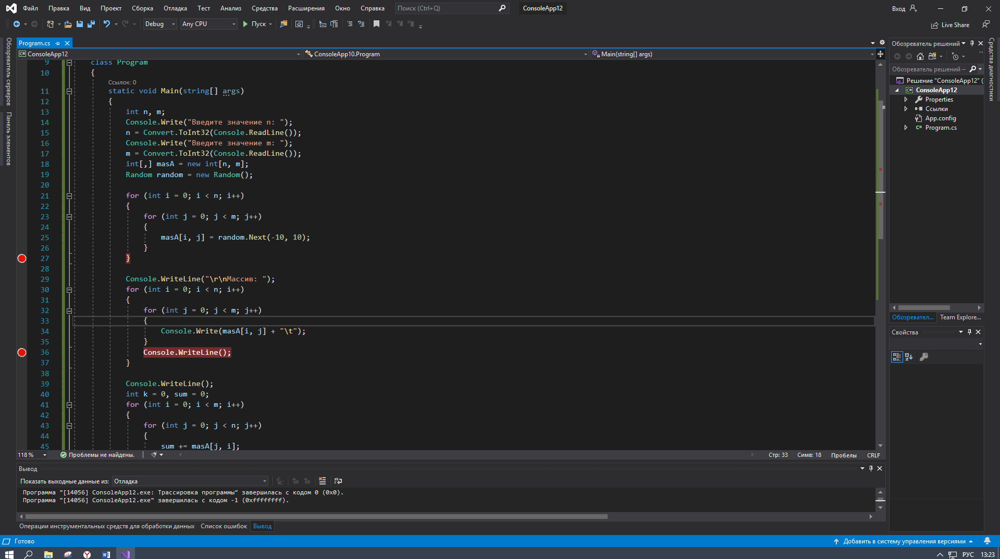 Файл Правка Вид Проект Сборка Отладка Тест Анализ Средства Расширения Окно Справка Поиск (Ctrl+Q) ConsoleApp12 Вход
Debug Any CPU Пуск Live Share
Обозреватель серверов
Панель элементов
Program.cs
ConsoleApp12 ConsoleApp10.Program Main(string[] args)
9 class Program
10 {
Ссылок: 0
11 static void Main(string[] args)
12 {
13 int n, m;
14 Console.Write("Введите значение n: ");
15 n = Convert.ToInt32(Console.ReadLine());
16 Console.Write("Введите значение m: ");
17 m = Convert.ToInt32(Console.ReadLine());
18 int[,] masA = new int[n, m];
19 Random random = new Random();
20
21 for (int i = 0; i < n; i++)
22 {
23 for (int j = 0; j < m; j++)
24 {
25 masA[i, j] = random.Next(-10, 10);
26 }
27 }
28
29 Console.WriteLine("\r\nМассив: ");
30 for (int i = 0; i < n; i++)
31 {
32 for (int j = 0; j < m; j++)
33 {
34 Console.Write(masA[i, j] + "\t");
35 }
36 Console.WriteLine();
37 }
38
39 Console.WriteLine();
40 int k = 0, sum = 0;
41 for (int i = 0; i < m; i++)
42 {
43 for (int j = 0; j < n; j++)
44 {
45 sum += masA[j, i];
118 % Проблемы не найдены. Стр: 33 Симв: 18 Пробелы CRLF
Вывод
Показать выходные данные из: Отладка
Программа "[14056] ConsoleApp12.exe: Трассировка программы" завершилась с кодом 0 (0x0).
Программа "[14056] ConsoleApp12.exe" завершилась с кодом -1 (0xffffffff).
Операции инструментальных средств для обработки данных Список ошибок Вывод
Обозреватель решений
Обозреватель решений –
Решение "ConsoleApp12" (
ConsoleApp12
Properties
Ссылки
App.config
Program.cs
Обозревател... Team Explore...
Свойства
Средства диагностики
Готово Добавить в систему управления версиями
РУС 13:23